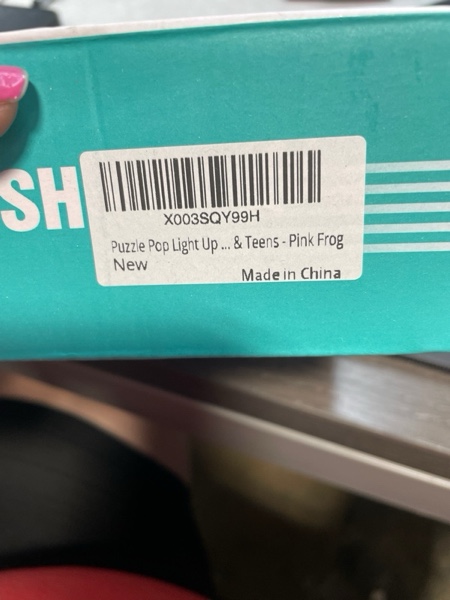 SH
X003SQY99H
Puzzle Pop Light Up ... & Teens - Pink Frog
New
Made in China